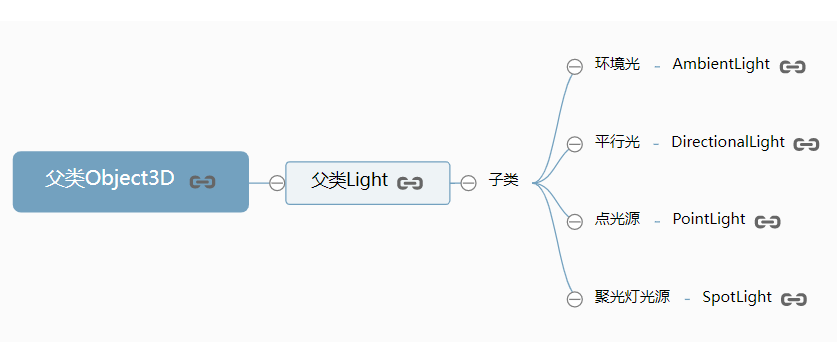 父类Object3D
父类Light
子类
环境光 - AmbientLight
平行光 - DirectionalLight
点光源 - PointLight
聚光灯光源 - SpotLight